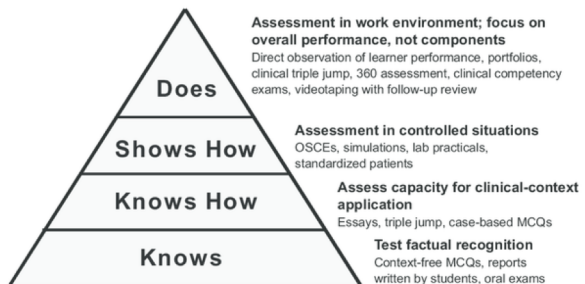 Assessment in work environment; focus on
overall performance, not components
Direct observation of learner performance, portfolios,
clinical triple jump, 360 assessment, clinical competency
exams, videotaping with follow-up review
Does
Assessment in controlled situations
OSCEs, simulations, lab practicals,
standardized patients
Shows How
Assess capacity for clinical-context
application
Essays, triple jump, case-based MCQs
Knows How
Test factual recognition
Context-free MCQs, reports
written by students, oral exams
Knows